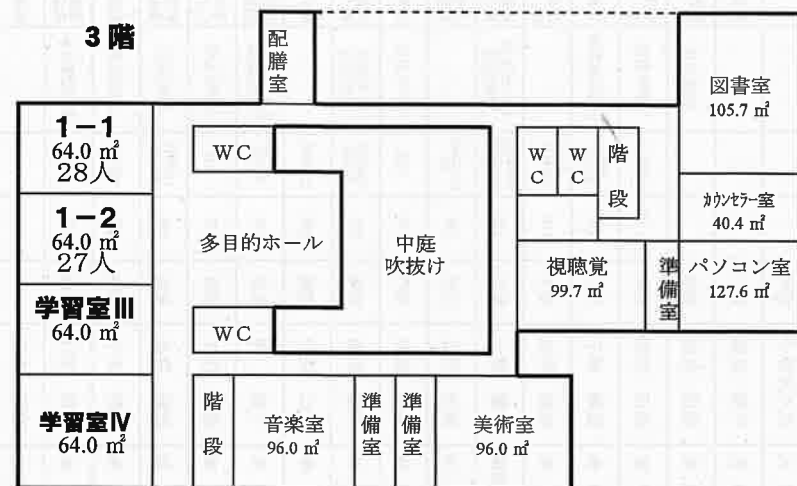 3階
配膳室
図書室
105.7 ㎡
1-1
64.0 ㎡
28人
WC
WC
WC
階段
1-2
64.0 ㎡
27人
多目的ホール
中庭
吹抜け
カウンセラー室
40.4 ㎡
視聴覚
99.7 ㎡
準備室
パソコン室
127.6 ㎡
学習室Ⅲ
64.0 ㎡
WC
学習室Ⅳ
64.0 ㎡
階段
音楽室
96.0 ㎡
準備室
準備室
美術室
96.0 ㎡